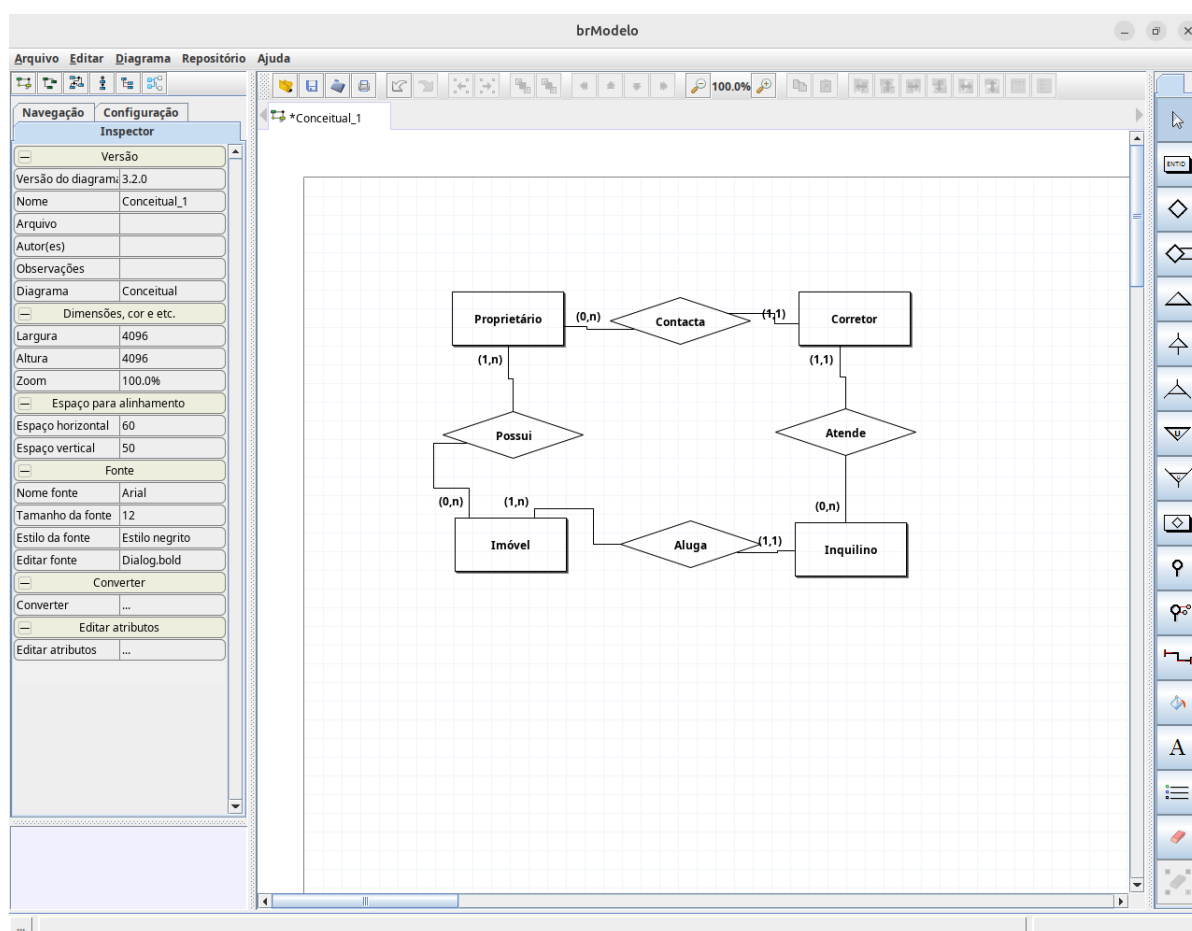 brModelo
Arquivo Editar Diagrama Repositório Ajuda
100.0%
Navegação Configuração
Inspector
*Conceitual_1
Versão
Versão do diagrama 3.2.0
Nome Conceitual_1
Arquivo
Autor(es)
Observações
Diagrama Conceitual
Dimensões, cor e etc.
Largura 4096
Altura 4096
Zoom 100.0%
Espaço para alinhamento
Espaço horizontal 60
Espaço vertical 50
Fonte
Nome fonte Arial
Tamanho da fonte 12
Estilo da fonte Estilo negrito
Editar fonte Dialog.bold
Converter
Converter ...
Editar atributos
Editar atributos ...
Proprietário (0,n) Contacta (1,1) Corretor
(1,n) (1,1)
Possui Atende
(0,n) (1,n) (0,n)
Imóvel Aluga (1,1) Inquilino
ENTID
A
...